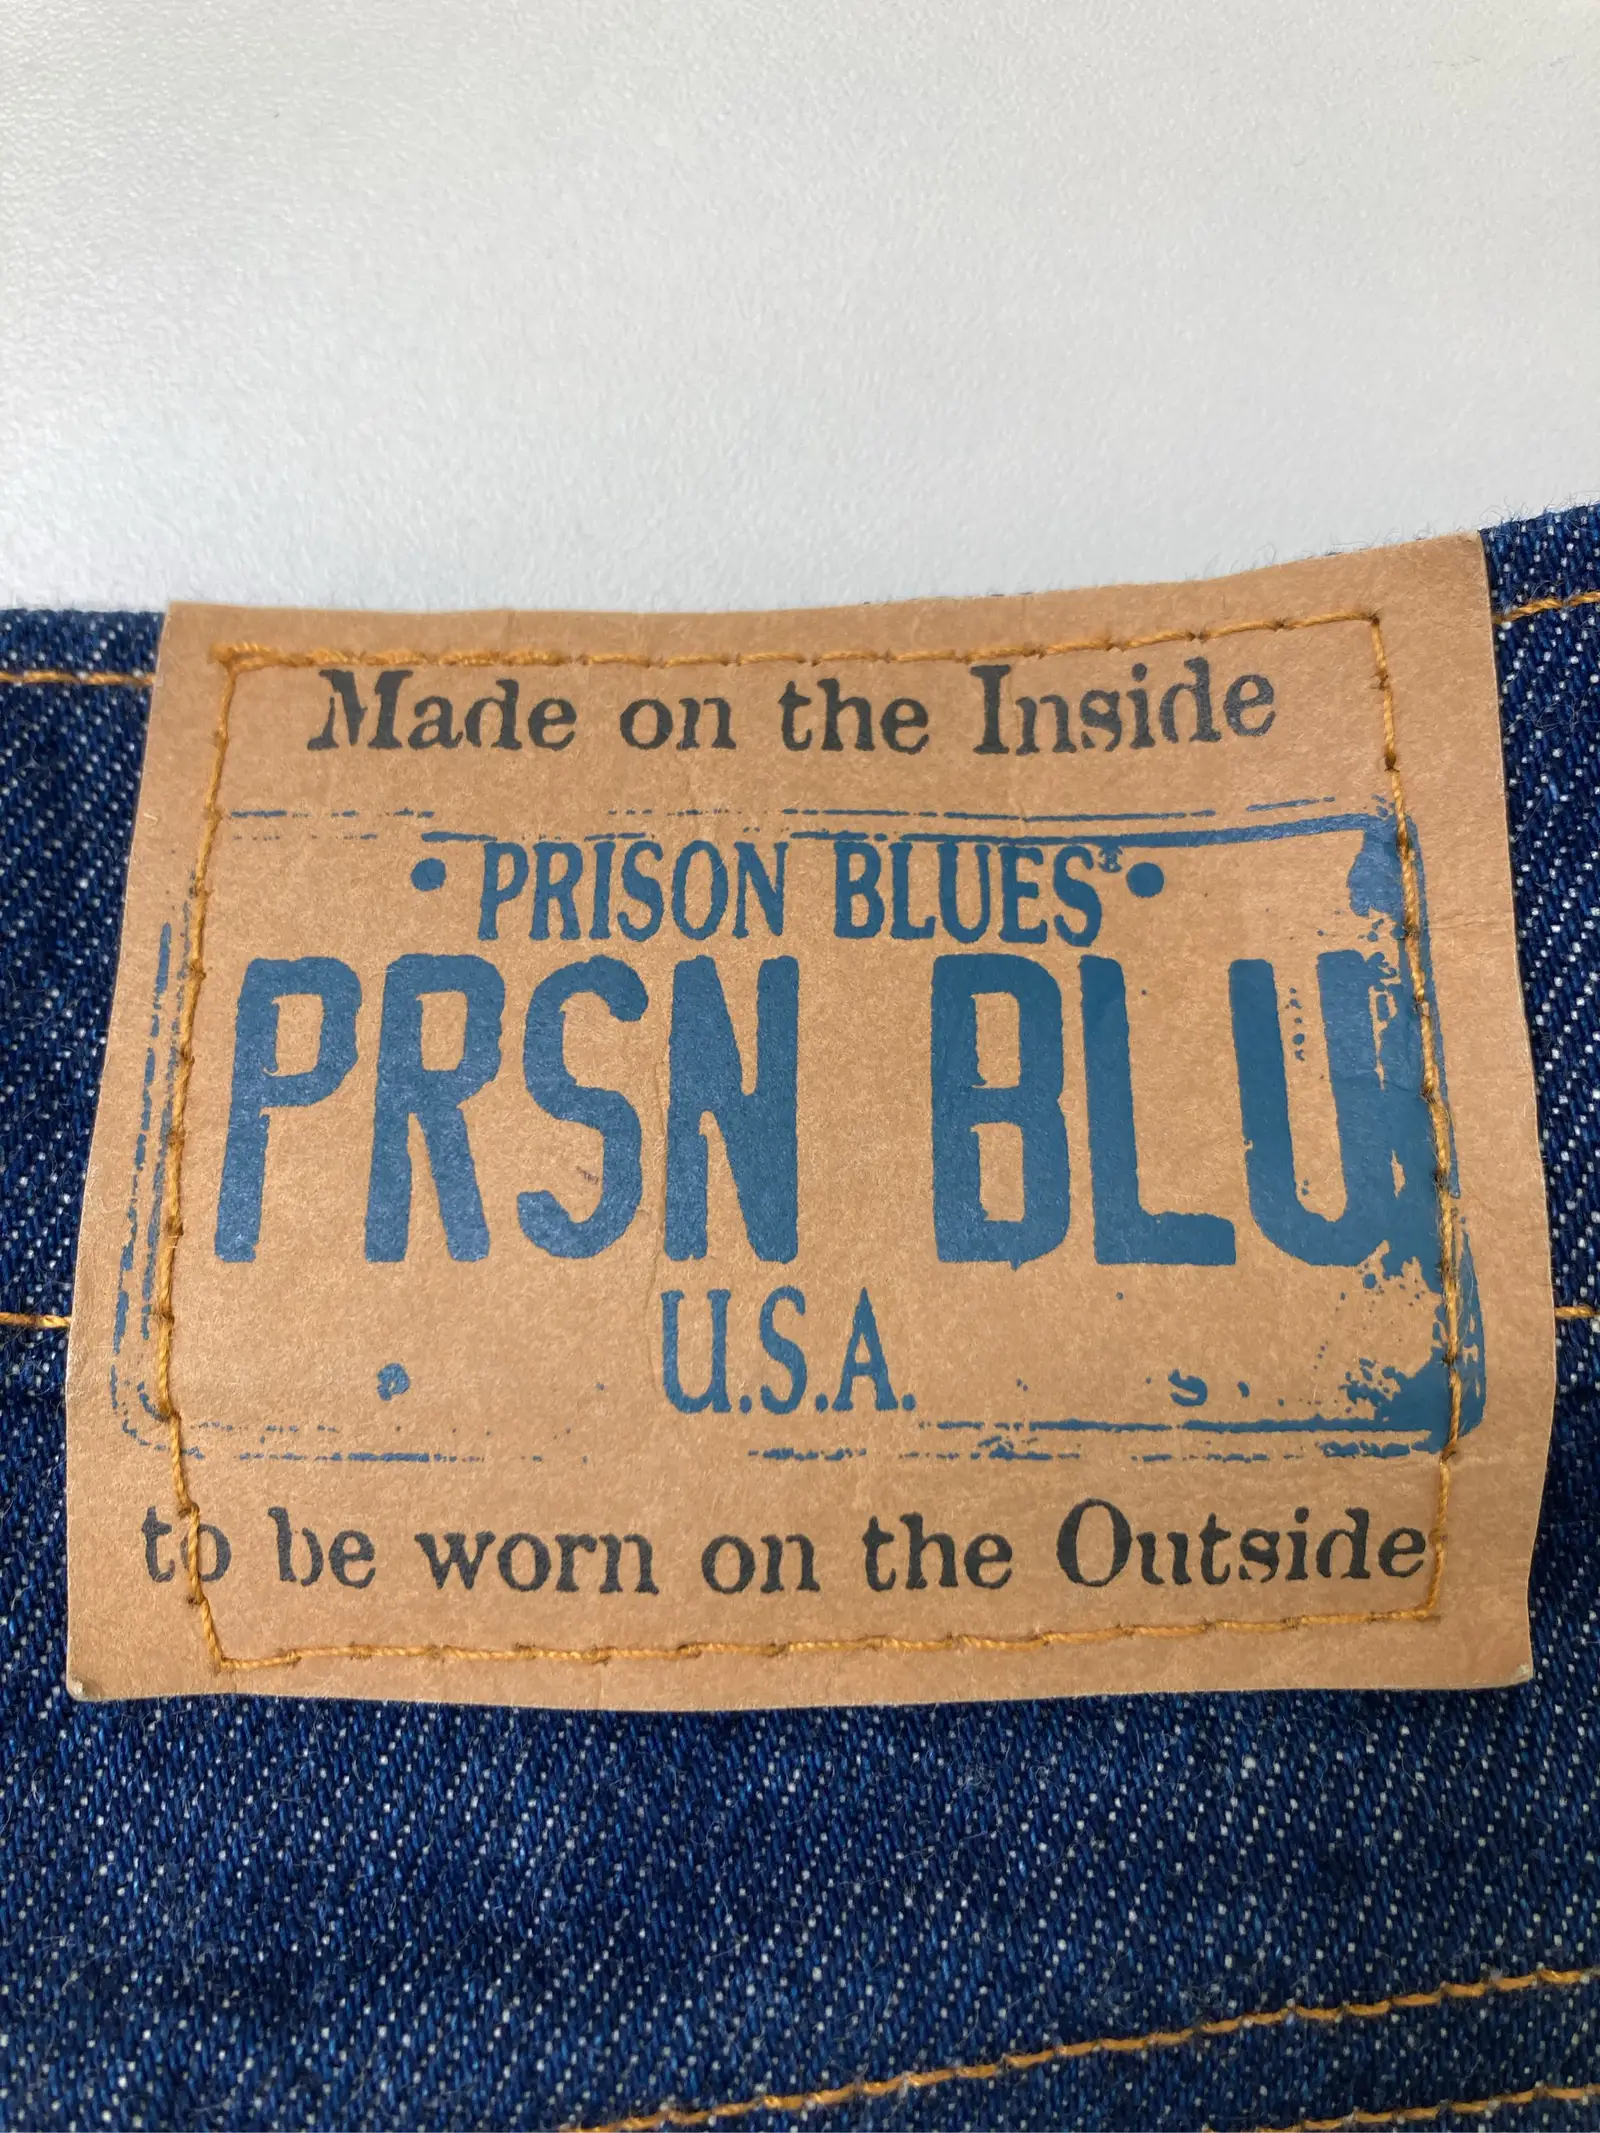 Made on the Inside
• PRISON BLUES® •
PRSN BLU
U.S.A.
to be worn on the Outside